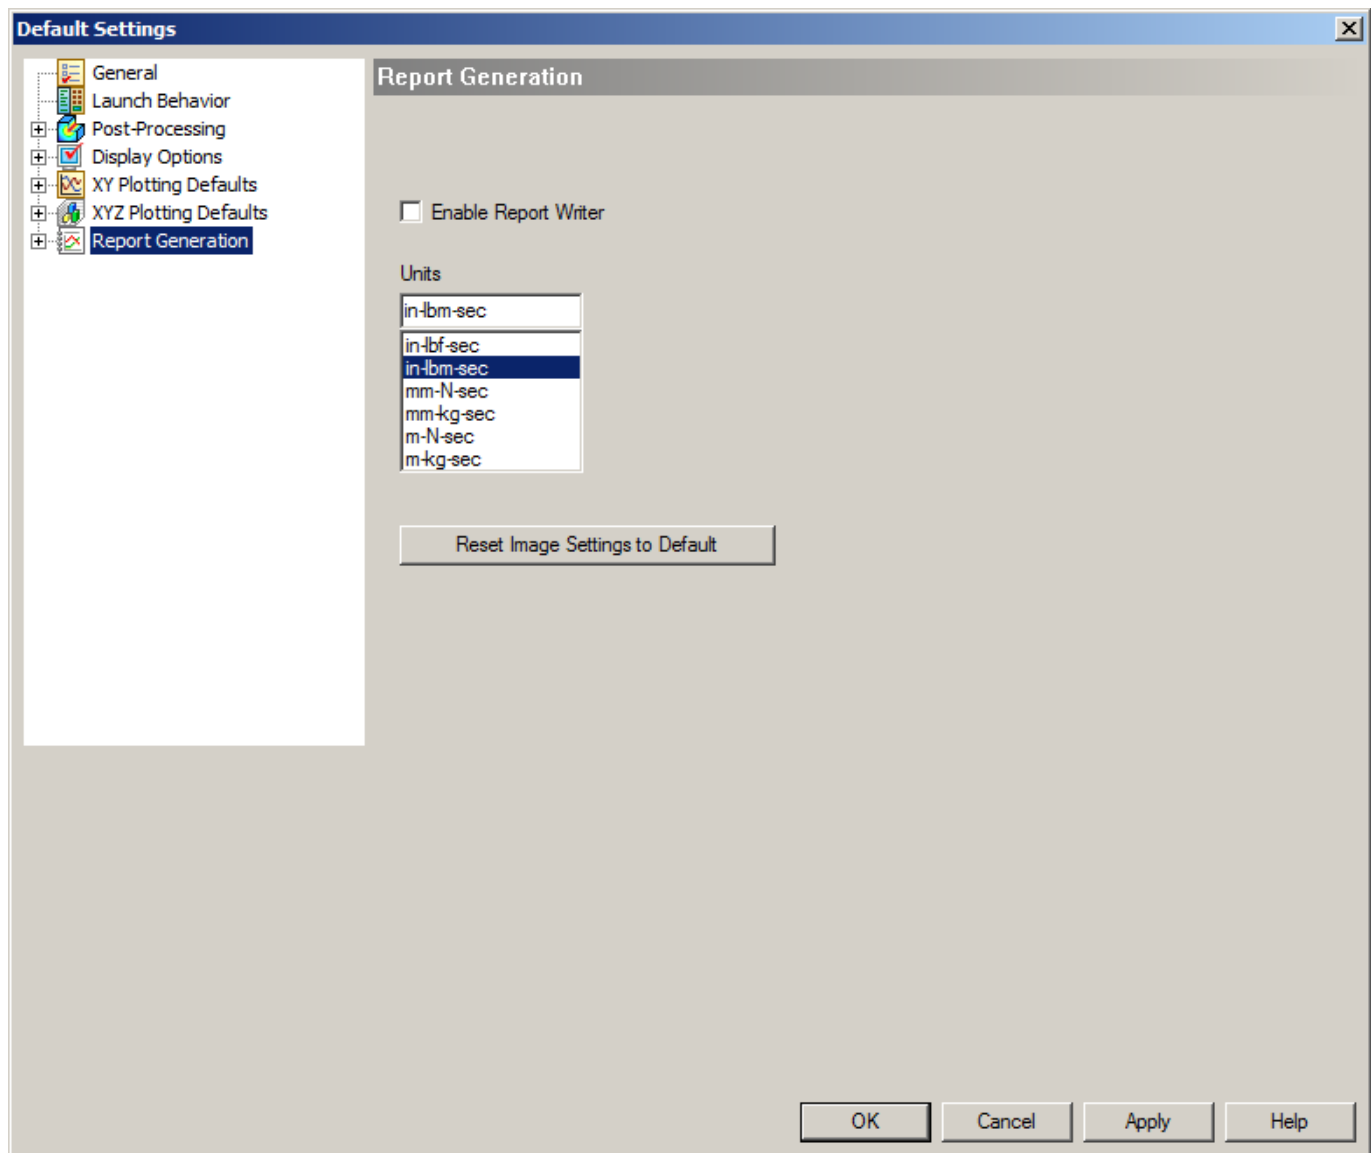 Default Settings
General
Launch Behavior
Post-Processing
Display Options
XY Plotting Defaults
XYZ Plotting Defaults
Report Generation
Report Generation
Enable Report Writer
Units
in-lbm-sec
in-lbf-sec
in-lbm-sec
mm-N-sec
mm-kg-sec
m-N-sec
m-kg-sec
Reset Image Settings to Default
OK Cancel Apply Help